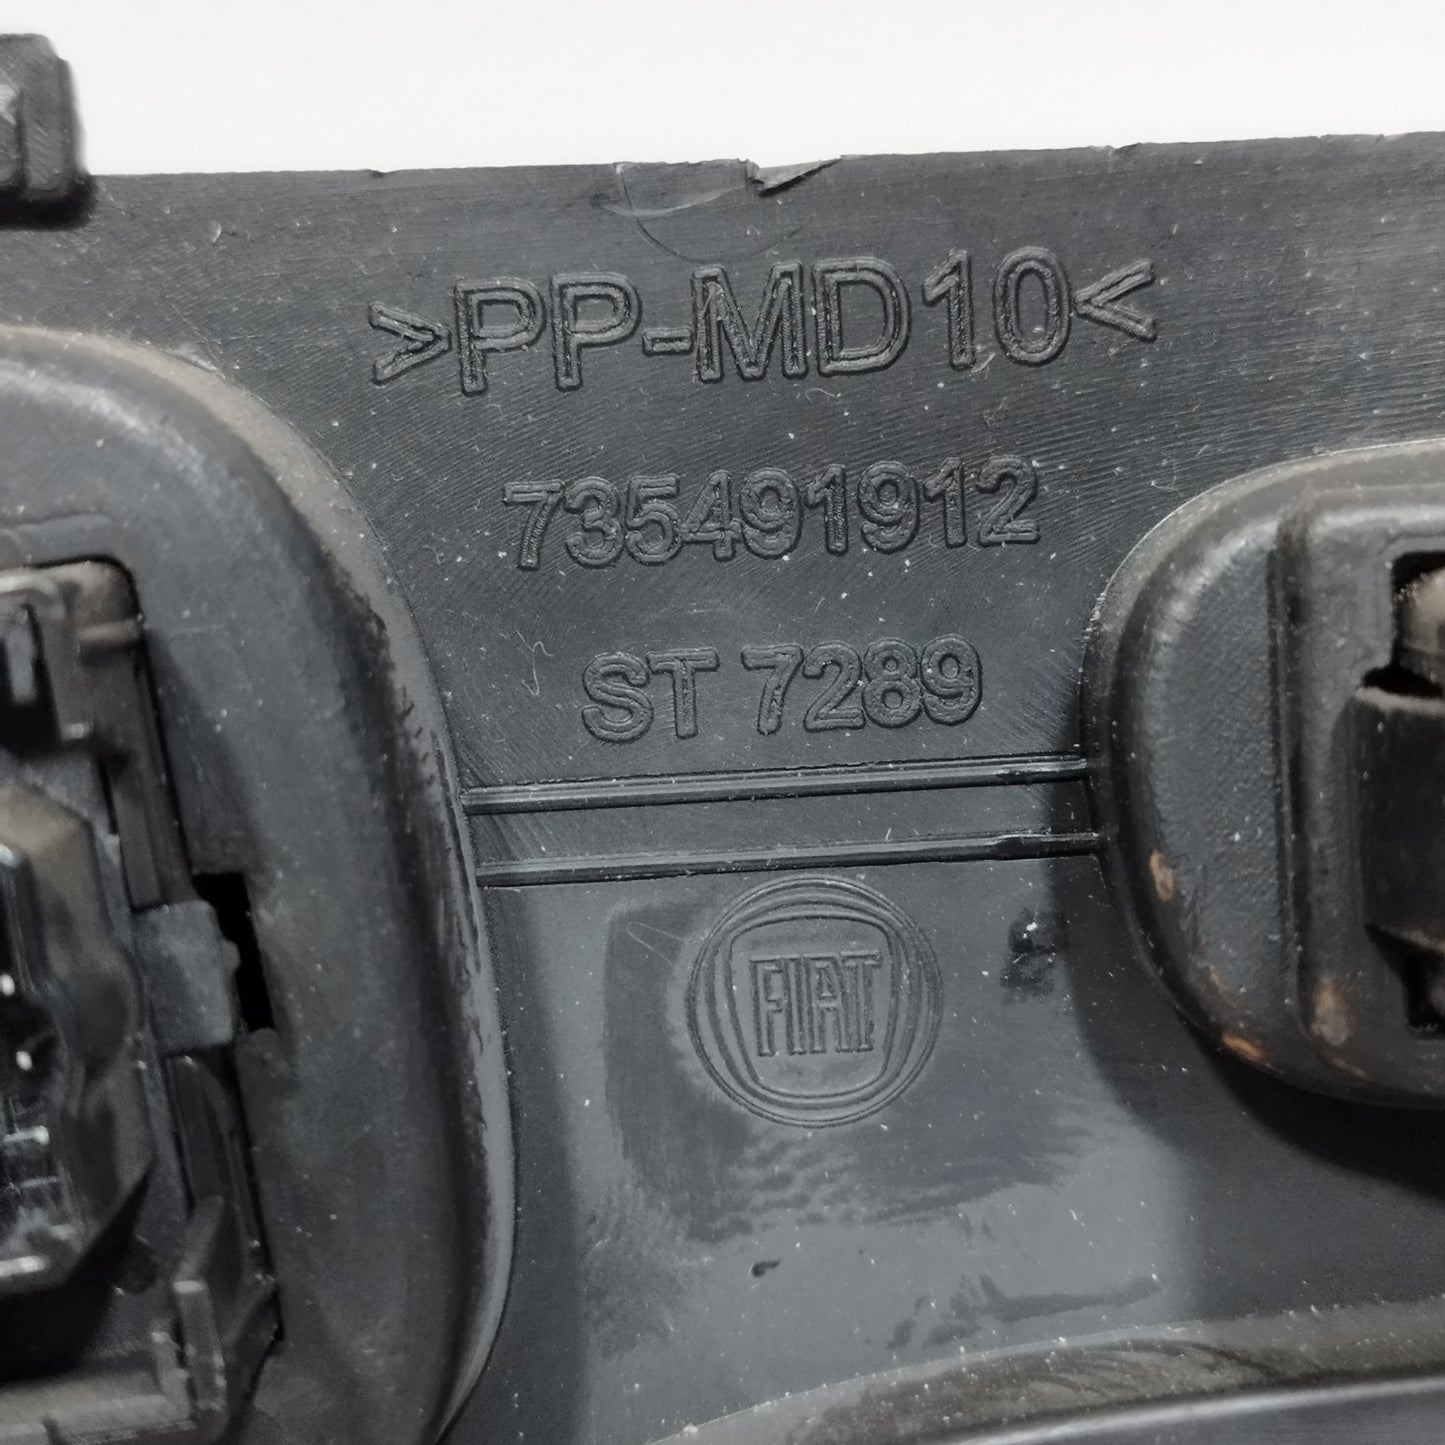 >PP-MD10<
735491912
ST 7289
FIAT